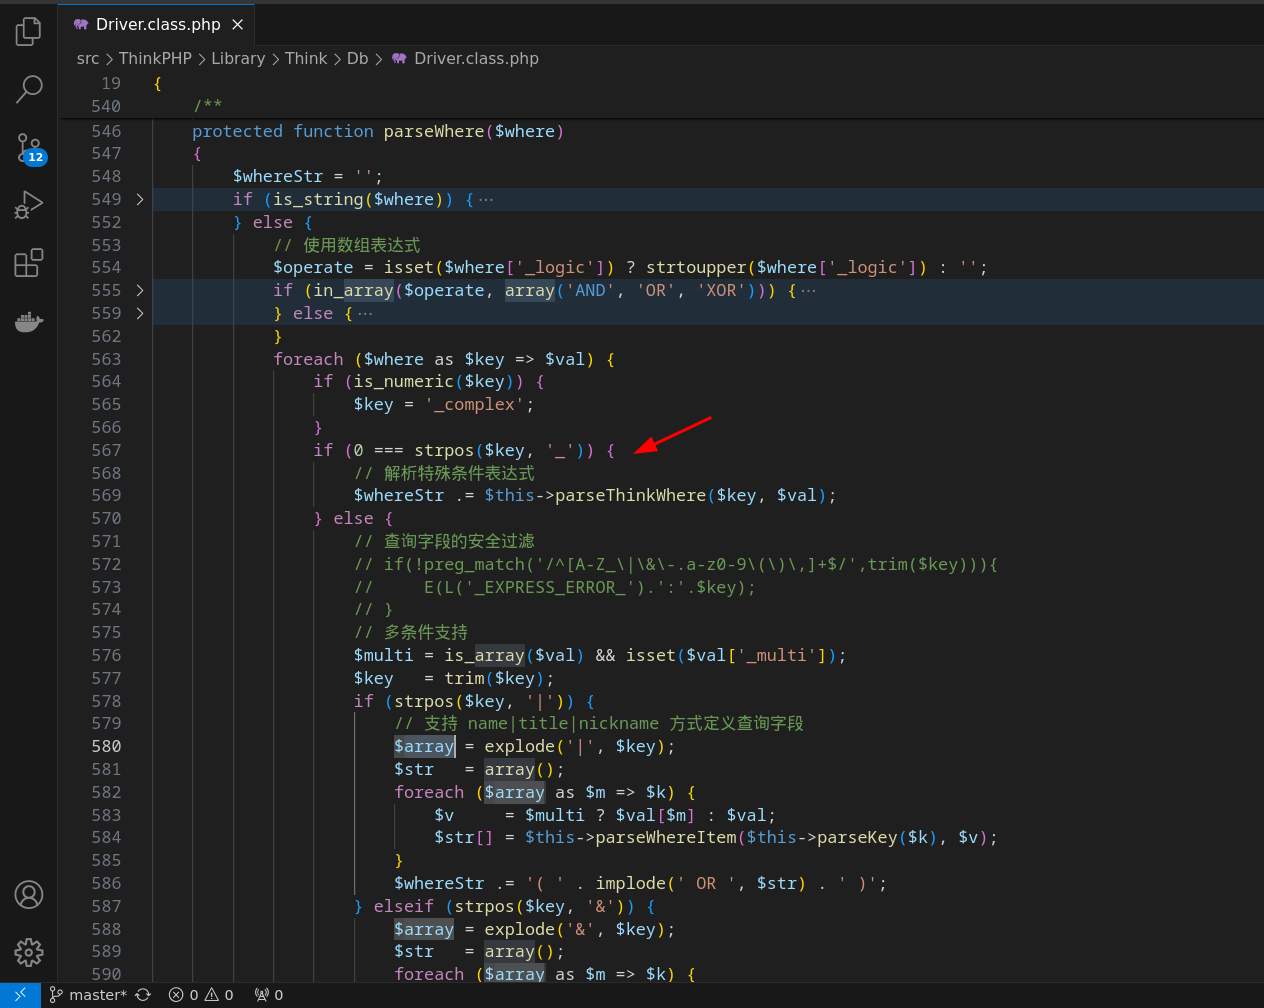 Driver.class.php
src > ThinkPHP > Library > Think > Db > Driver.class.php
19 {
540 /**
546 protected function parseWhere($where)
547 {
548 $whereStr = '';
549 if (is_string($where)) {···
552 } else {
553 // 使用数组表达式
554 $operate = isset($where['_logic']) ? strtoupper($where['_logic']) : '';
555 if (in_array($operate, array('AND', 'OR', 'XOR'))) {···
559 } else {···
562 }
563 foreach ($where as $key => $val) {
564 if (is_numeric($key)) {
565 $key = '_complex';
566 }
567 if (0 === strpos($key, '_')) {
568 // 解析特殊条件表达式
569 $whereStr .= $this->parseThinkWhere($key, $val);
570 } else {
571 // 查询字段的安全过滤
572 // if(!preg_match('/^[A-Z_\|\&\-.a-z0-9\(\)\,]+$/',trim($key))){
573 //     E(L('_EXPRESS_ERROR_').':'.$key);
574 // }
575 // 多条件支持
576 $multi = is_array($val) && isset($val['_multi']);
577 $key   = trim($key);
578 if (strpos($key, '|')) {
579 // 支持 name|title|nickname 方式定义查询字段
580 $array = explode('|', $key);
581 $str   = array();
582 foreach ($array as $m => $k) {
583 $v     = $multi ? $val[$m] : $val;
584 $str[] = $this->parseWhereItem($this->parseKey($k), $v);
585 }
586 $whereStr .= '( ' . implode(' OR ', $str) . ' )';
587 } elseif (strpos($key, '&')) {
588 $array = explode('&', $key);
589 $str   = array();
590 foreach ($array as $m => $k) {
12
master* 0 0 0